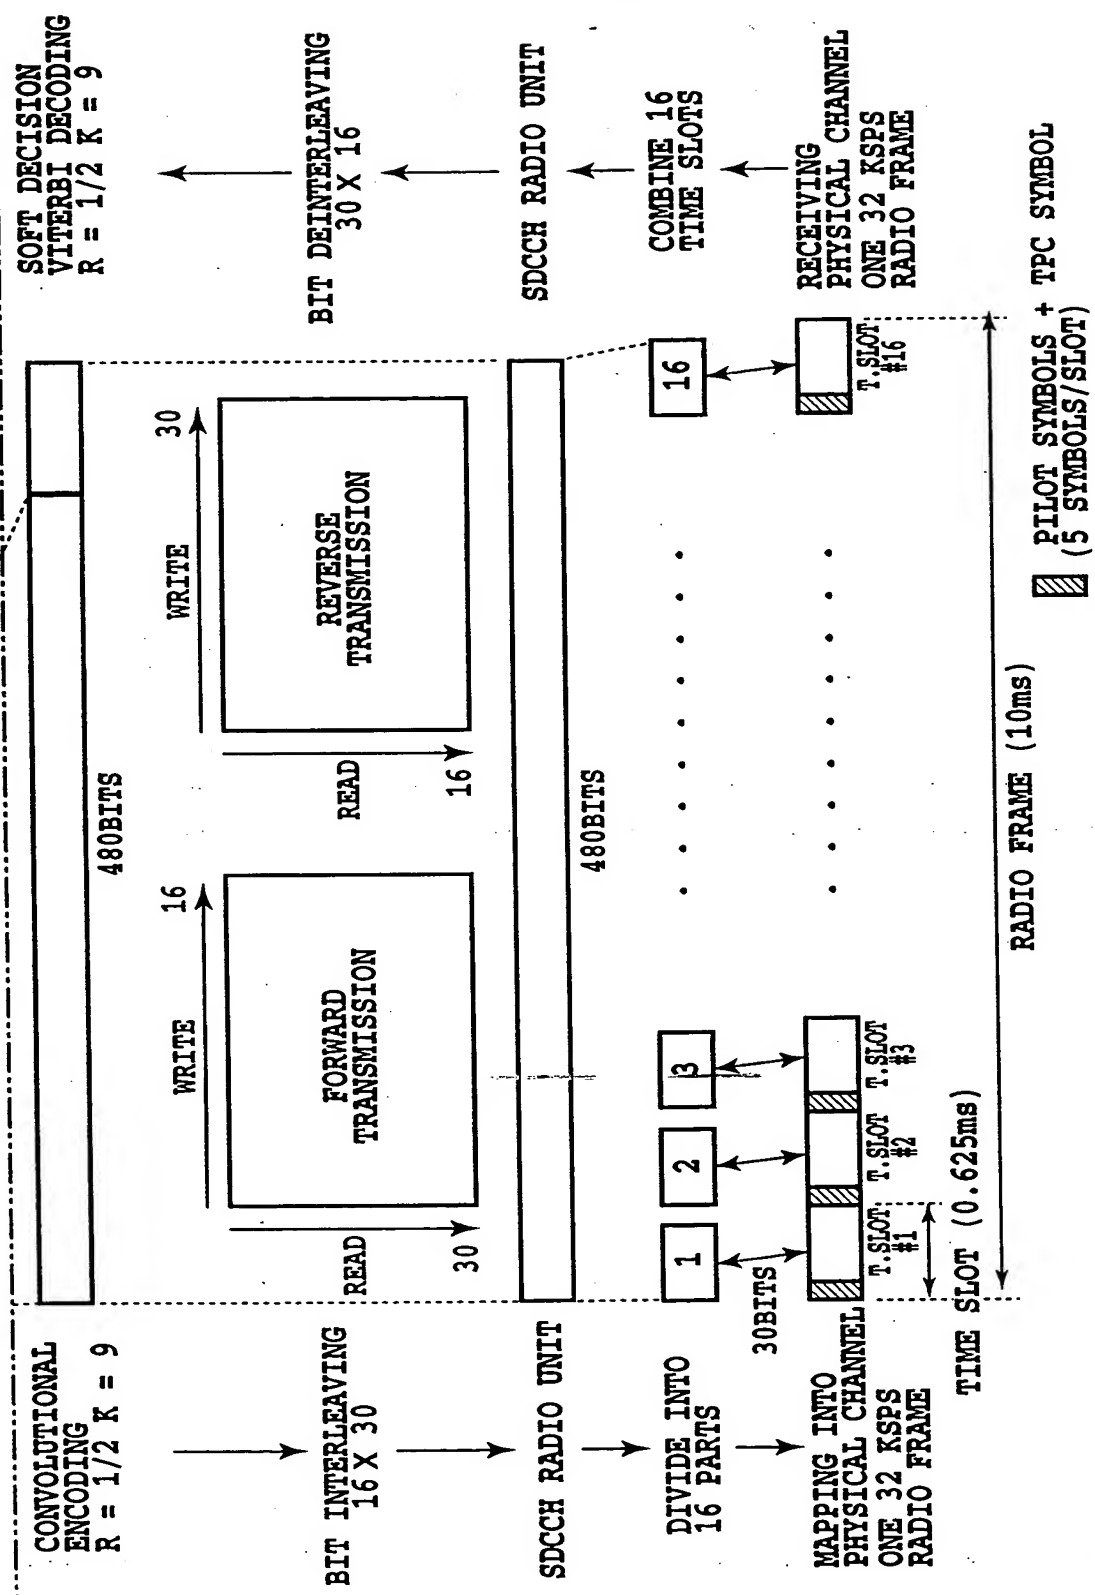 CONVOLUTIONAL
ENCODING
R = 1/2 K = 9
480BITS
SOFT DECISION
VITERBI DECODING
R = 1/2 K = 9
BIT INTERLEAVING
16 X 30
WRITE
16
READ
30
FORWARD
TRANSMISSION
WRITE
30
READ
16
REVERSE
TRANSMISSION
BIT DEINTERLEAVING
30 X 16
SDCCH RADIO UNIT
480BITS
SDCCH RADIO UNIT
DIVIDE INTO
16 PARTS
1
2
3
16
COMBINE 16
TIME SLOTS
30BITS
MAPPING INTO
PHYSICAL CHANNEL
ONE 32 KSPS
RADIO FRAME
T.SLOT
#1
T.SLOT
#2
T.SLOT
#3
T.SLOT
#16
RECEIVING
PHYSICAL CHANNEL
ONE 32 KSPS
RADIO FRAME
TIME SLOT (0.625ms)
RADIO FRAME (10ms)
PILOT SYMBOLS + TPC SYMBOL
(5 SYMBOLS/SLOT)